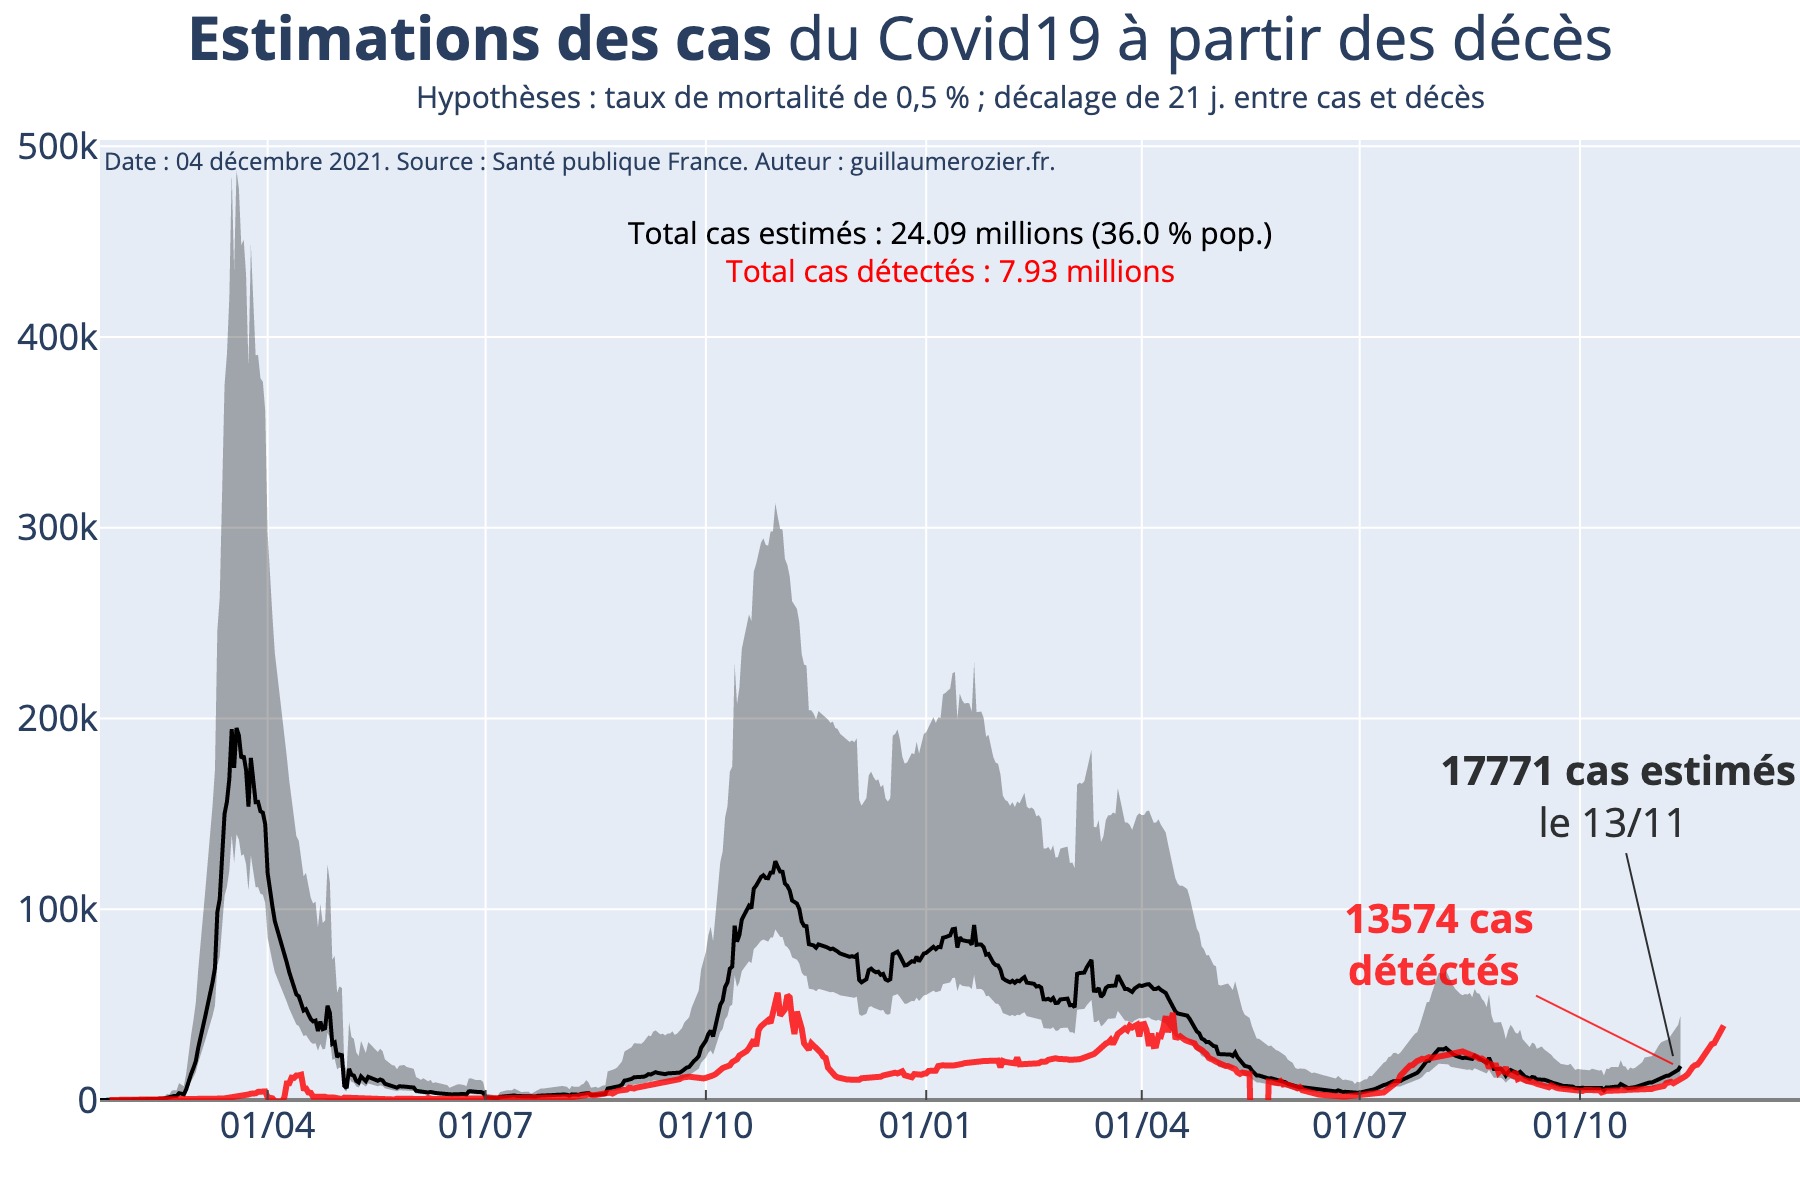 Estimations des cas du Covid19 à partir des décès
Hypothèses : taux de mortalité de 0,5 % ; décalage de 21 j. entre cas et décès
500k
Date : 04 décembre 2021. Source : Santé publique France. Auteur : guillaumerozier.fr.
Total cas estimés : 24.09 millions (36.0 % pop.)
Total cas détectés : 7.93 millions
400k
300k
200k
17771 cas estimés
le 13/11
100k
13574 cas
détéctés
0
01/04 01/07 01/10 01/01 01/04 01/07 01/10